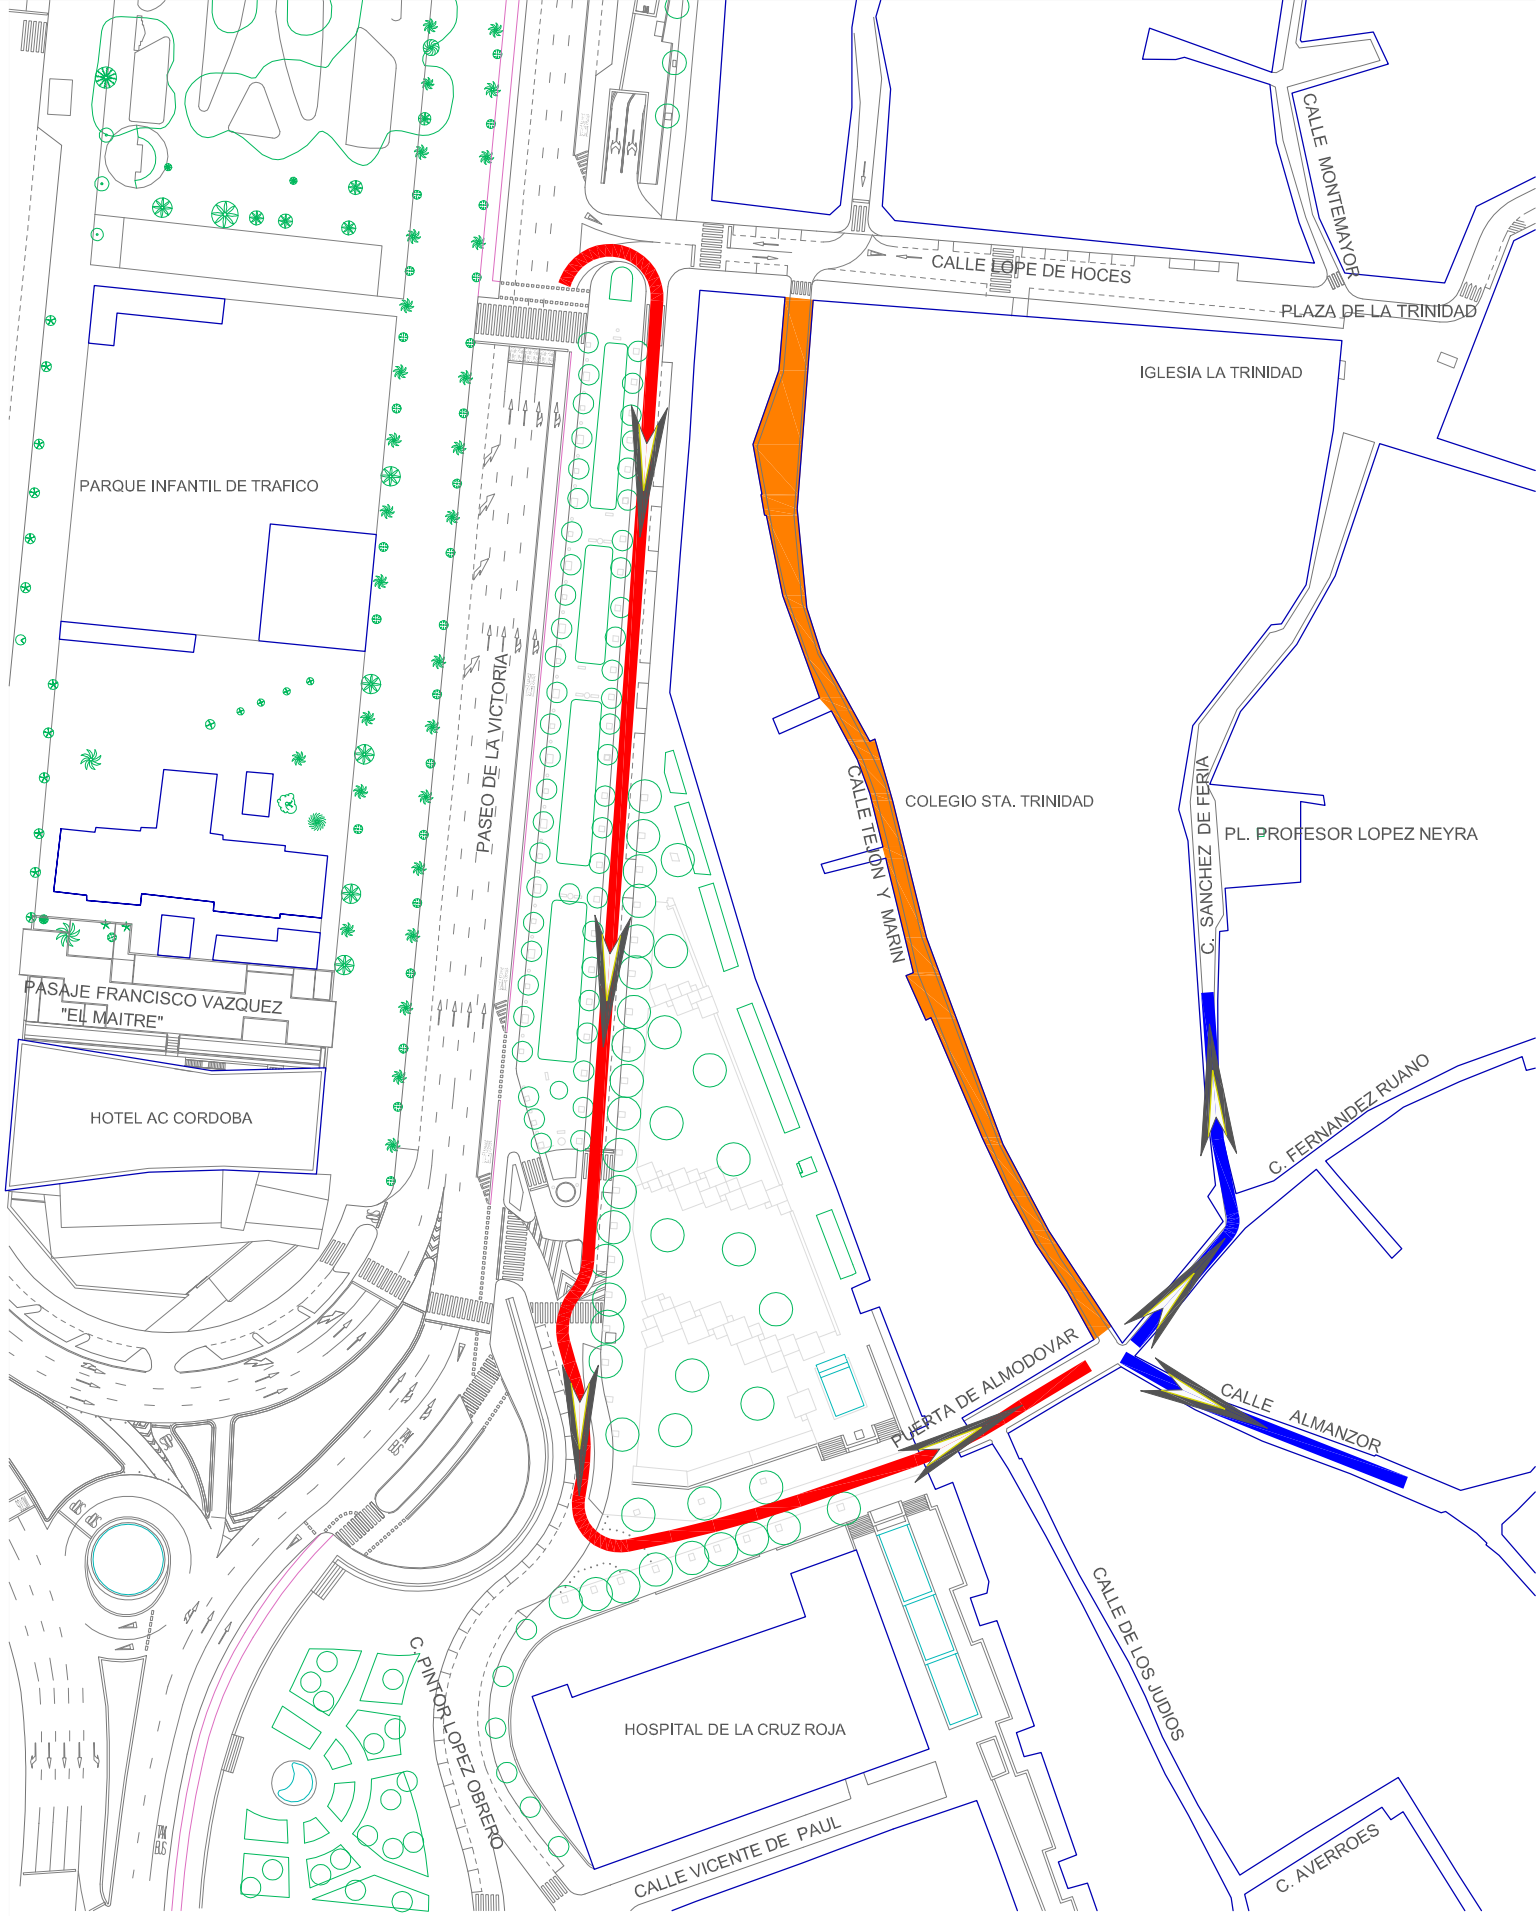 CALLE MONTEMAYOR
CALLE LOPE DE HOCES
PLAZA DE LA TRINIDAD
IGLESIA LA TRINIDAD
PARQUE INFANTIL DE TRAFICO
PASEO DE LA VICTORIA
CALLE TEJON Y MARIN
COLEGIO STA. TRINIDAD
C. SANCHEZ DE FERIA
PL. PROFESOR LOPEZ NEYRA
PASAJE FRANCISCO VAZQUEZ
"EL MAITRE"
HOTEL AC CORDOBA
C. FERNANDEZ RUANO
PUERTA DE ALMODOVAR
CALLE ALMANZOR
CALLE DE LOS JUDIOS
C. PINTOR LOPEZ OBRERO
HOSPITAL DE LA CRUZ ROJA
CALLE VICENTE DE PAUL
C. AVERROES